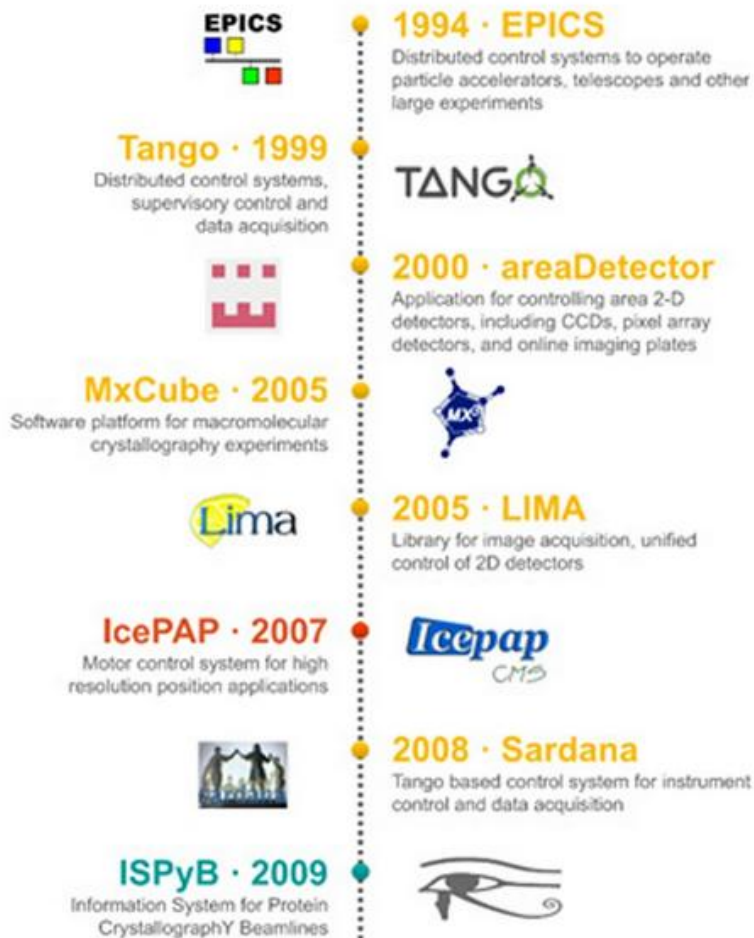 EPICS
1994 · EPICS
Distributed control systems to operate
particle accelerators, telescopes and other
large experiments
Tango · 1999
Distributed control systems,
supervisory control and
data acquisition
TANGO
2000 · areaDetector
Application for controlling area 2-D
detectors, including CCDs, pixel array
detectors, and online imaging plates
MxCube · 2005
Software platform for macromolecular
crystallography experiments
MX3
Lima
2005 · LIMA
Library for image acquisition, unified
control of 2D detectors
IcePAP · 2007
Motor control system for high
resolution position applications
Icepap
CMS
2008 · Sardana
Tango based control system for instrument
control and data acquisition
ISPyB · 2009
Information System for Protein
CrystallographY Beamlines